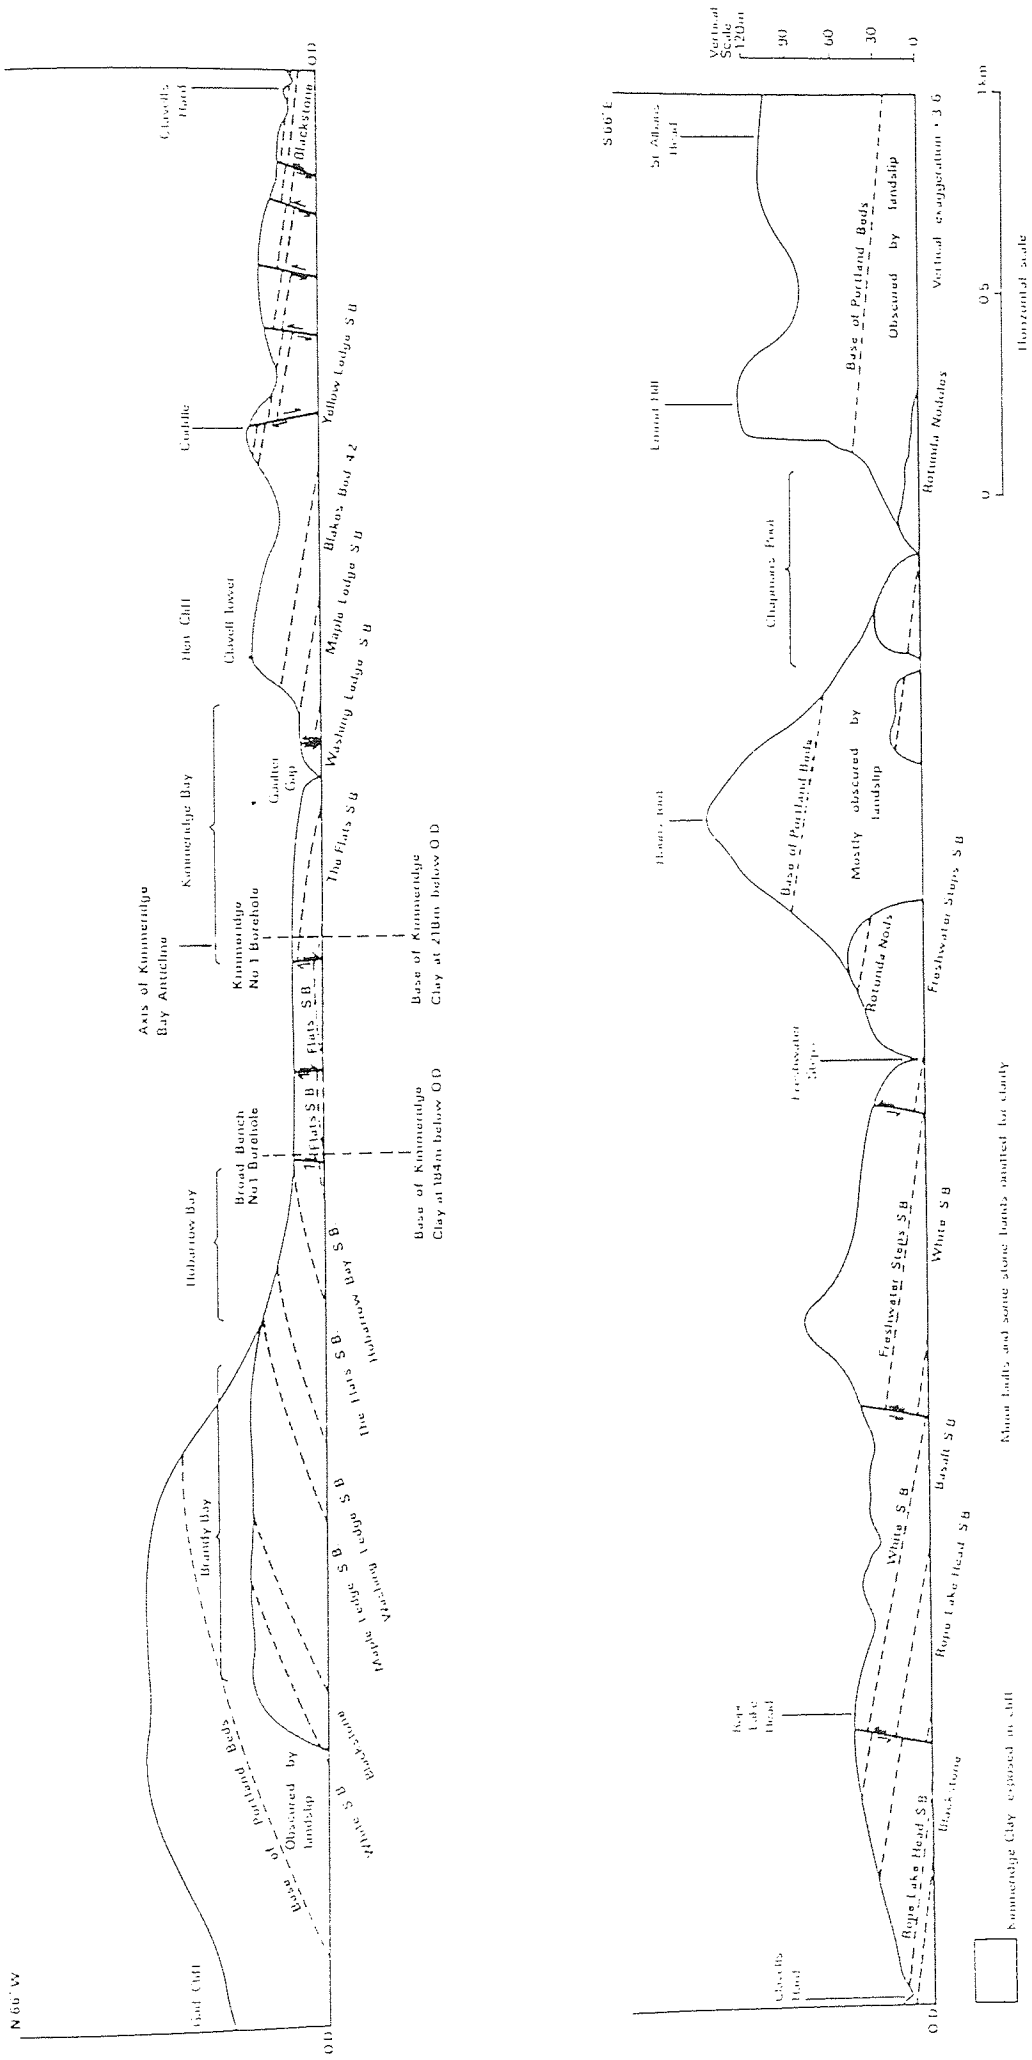 N 66° W
Gad Cliff
O D
Base of Portland Beds
Obscured by
landslip
Brandy Bay
White S B
Blackstone
Maple Ledge S B
Washing Ledge S B
The Flats S B
Hobarrow Bay S B
Hobarrow Bay
Broad Bench
No 1 Borehole
Base of Kimmeridge
Clay at 184m below O D
Flats S B
Flats S B
Axis of Kimmeridge
Bay Anticline
Kimmeridge
No 1 Borehole
Base of Kimmeridge
Clay at 218m below O D
Kimmeridge Bay
The Flats S B
Gaulter
Gap
Washing Ledge S B
Hen Cliff
Clavell Tower
Maple Ledge S B
Blakes Bed 42
Yellow Ledge S B
Cuddle
Blackstone
Clavells
Hard
O D
Clavells
Hard
O D
Rope Lake Head S B
Blackstone
Rope
Lake
Head
White S B
Rope Lake Head S B
Basalt S B
Freshwater Steps S B
White S B
Freshwater
Steps
Freshwater Steps S B
Rotunda Nods
Houns-tout
Base of Portland Beds
Mostly obscured by
landslip
Chapmans Pool
Rotunda Nodules
Emmit Hill
Base of Portland Beds
Obscured by landslip
St Albans
Head
S 66° E
Vertical
Scale
120m
90
60
30
0
Vertical exaggeration × 3.6
0
0.5
1 km
Horizontal scale
Kimmeridge Clay exposed in cliff
Minor faults and some stone bands omitted for clarity